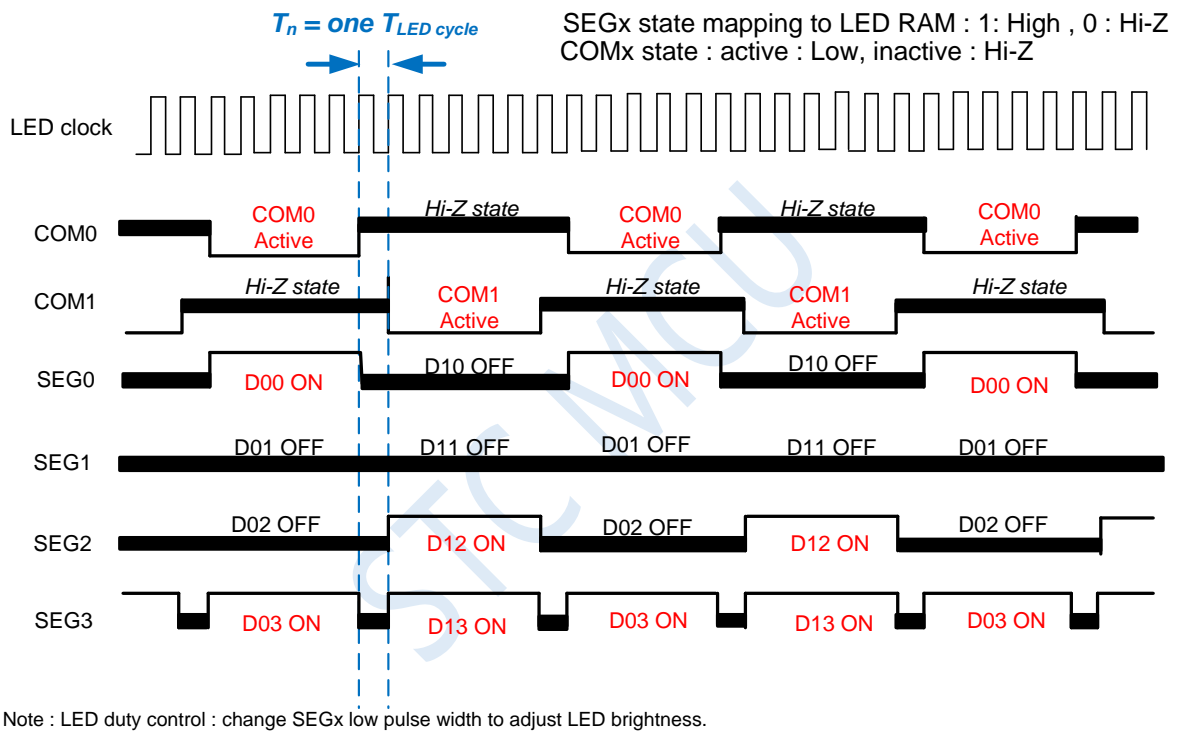 Tn = one TLED cycle
SEGx state mapping to LED RAM : 1: High , 0 : Hi-Z
COMx state : active : Low, inactive : Hi-Z
LED clock
COM0
COM0 Active
Hi-Z state
COM0 Active
Hi-Z state
COM0 Active
COM1
Hi-Z state
COM1 Active
Hi-Z state
COM1 Active
Hi-Z state
SEG0
D00 ON
D10 OFF
D00 ON
D10 OFF
D00 ON
SEG1
D01 OFF
D11 OFF
D01 OFF
D11 OFF
D01 OFF
SEG2
D02 OFF
D12 ON
D02 OFF
D12 ON
D02 OFF
SEG3
D03 ON
D13 ON
D03 ON
D13 ON
D03 ON
STC MCU
Note : LED duty control : change SEGx low pulse width to adjust LED brightness.